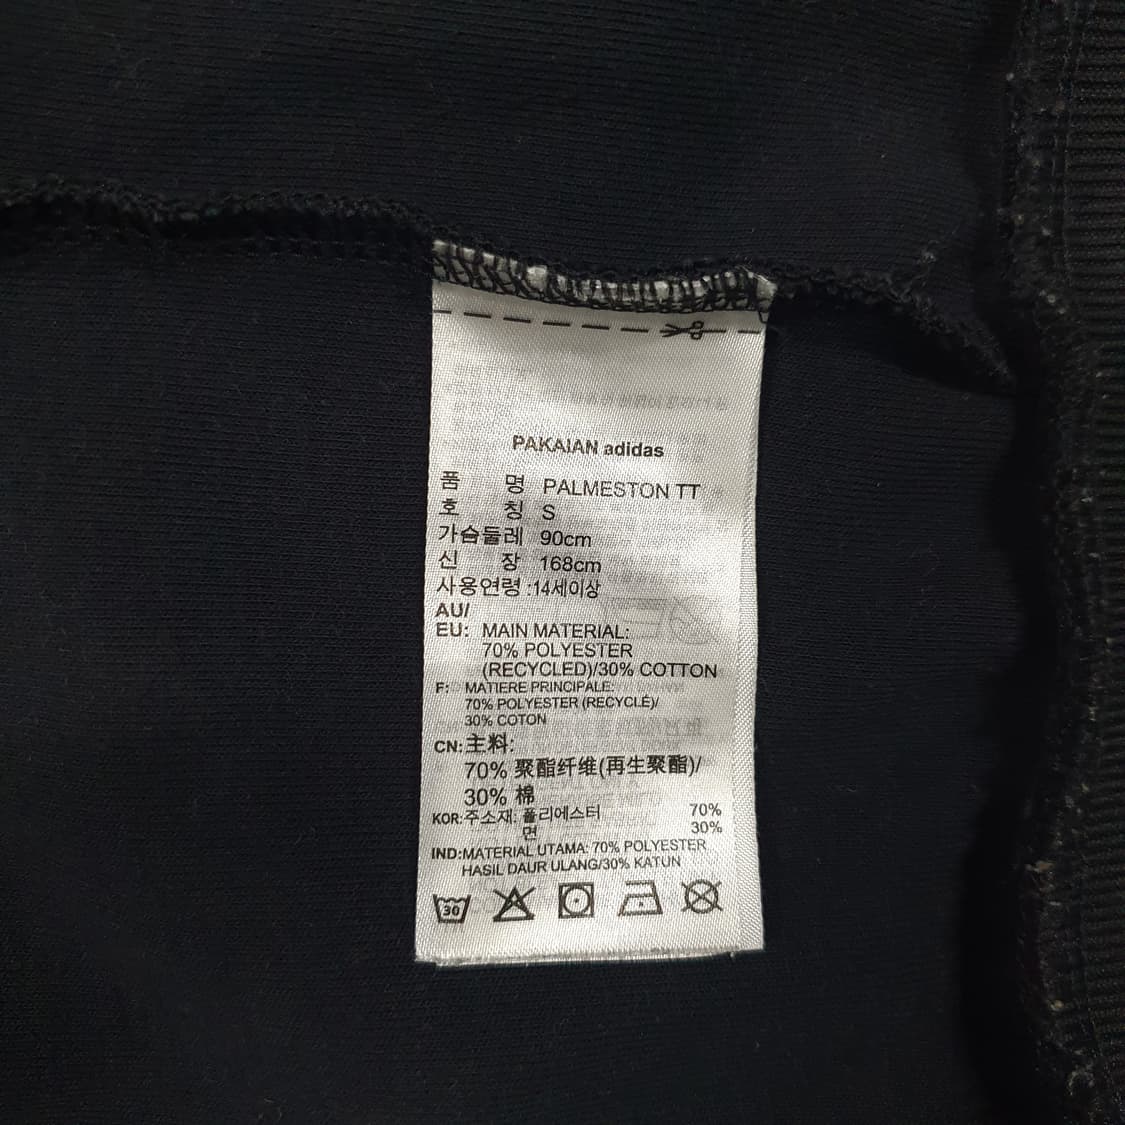 PAKAIAN adidas
품 명 PALMESTON TT
호 칭 S
가슴둘레 90cm
신 장 168cm
사용연령 :14세이상
AU/
EU: MAIN MATERIAL:
70% POLYESTER
(RECYCLED)/30% COTTON
F: MATIERE PRINCIPALE:
70% POLYESTER (RECYCLÉ)/
30% COTON
CN:主料:
70% 聚酯纤维(再生聚酯)/
30% 棉
KOR:주소재: 폴리에스터 70%
면 30%
IND:MATERIAL UTAMA: 70% POLYESTER
HASIL DAUR ULANG/30% KATUN
30